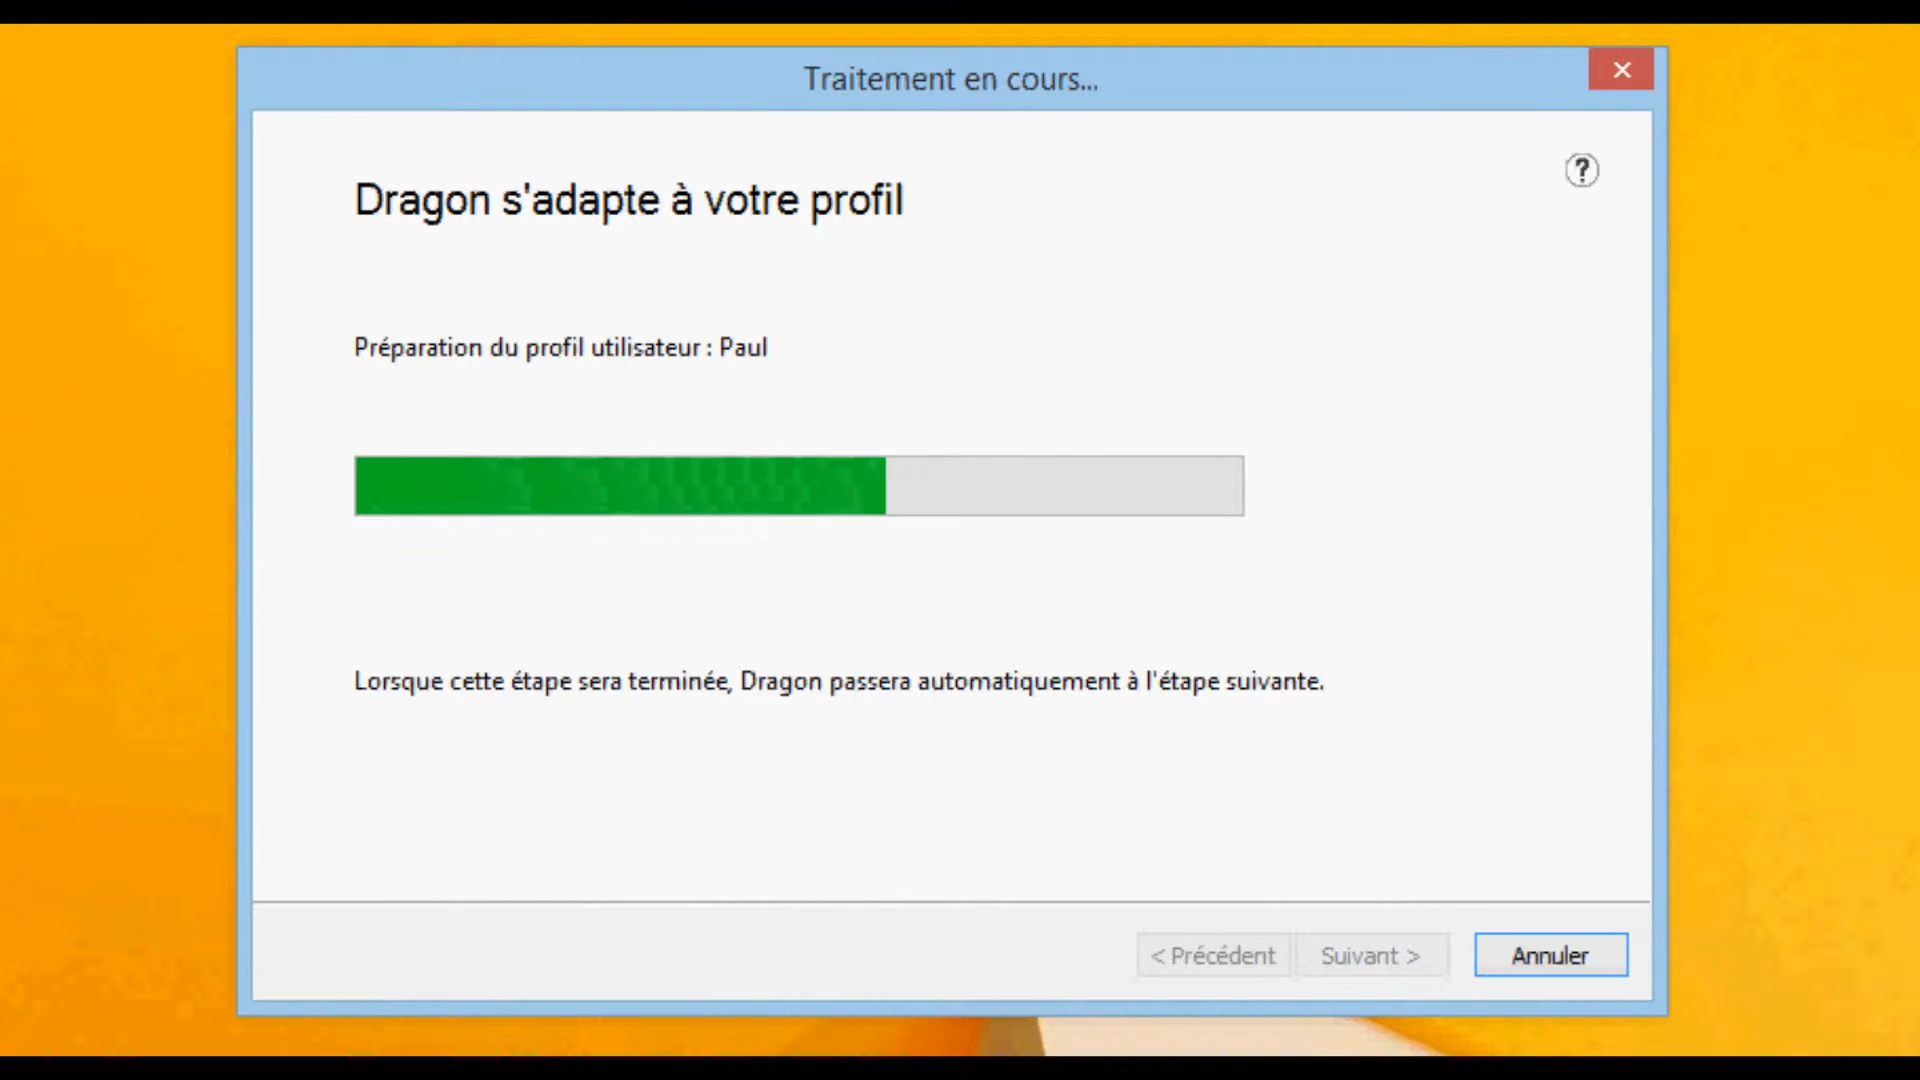 Traitement en cours...
Dragon s'adapte à votre profil
?
Préparation du profil utilisateur : Paul
Lorsque cette étape sera terminée, Dragon passera automatiquement à l'étape suivante.
< Précédent
Suivant >
Annuler